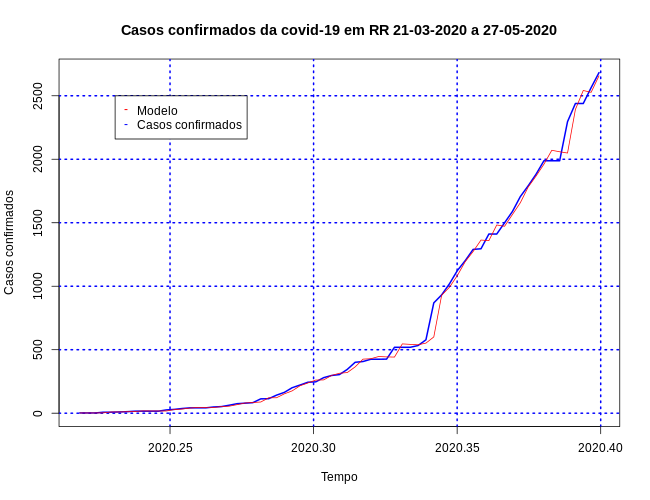 Casos confirmados da covid-19 em RR 21-03-2020 a 27-05-2020
Casos confirmados
2500
2000
1500
1000
500
0
- Modelo
- Casos confirmados
2020.25 2020.30 2020.35 2020.40
Tempo